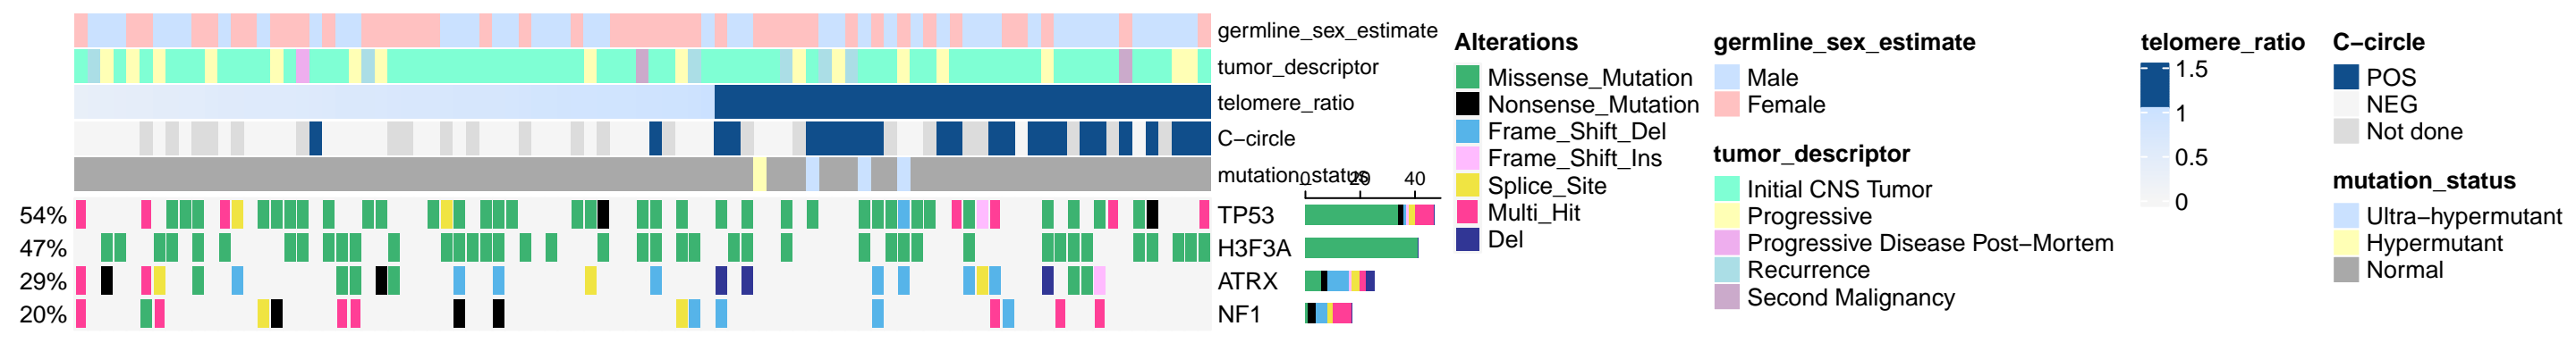 germline_sex_estimate
tumor_descriptor
telomere_ratio
C−circle
mutation_status
0 20 40
54% TP53
47% H3F3A
29% ATRX
20% NF1
Alterations
Missense_Mutation
Nonsense_Mutation
Frame_Shift_Del
Frame_Shift_Ins
Splice_Site
Multi_Hit
Del
germline_sex_estimate
Male
Female
tumor_descriptor
Initial CNS Tumor
Progressive
Progressive Disease Post−Mortem
Recurrence
Second Malignancy
telomere_ratio
1.5
1
0.5
0
C−circle
POS
NEG
Not done
mutation_status
Ultra−hypermutant
Hypermutant
Normal